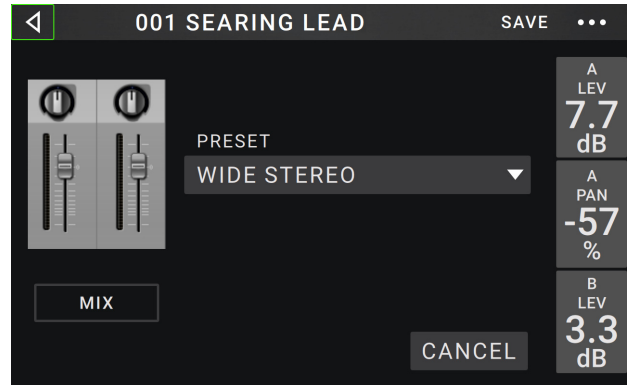 001 SEARING LEAD
SAVE
PRESET
WIDE STEREO
MIX
CANCEL
A
LEV
7.7
dB
A
PAN
-57
%
B
LEV
3.3
dB